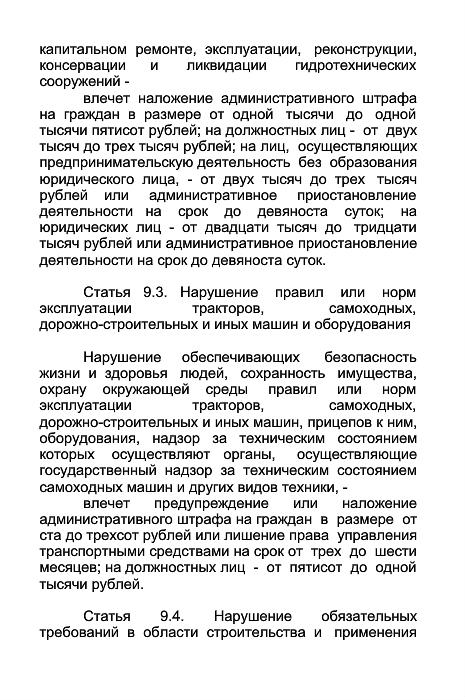 капитальном ремонте, эксплуатации, реконструкции,
консервации и ликвидации гидротехнических
сооружений -
влечет наложение административного штрафа
на граждан в размере от одной тысячи до одной
тысячи пятисот рублей; на должностных лиц - от двух
тысяч до трех тысяч рублей; на лиц, осуществляющих
предпринимательскую деятельность без образования
юридического лица, - от двух тысяч до трех тысяч
рублей или административное приостановление
деятельности на срок до девяноста суток; на
юридических лиц - от двадцати тысяч до тридцати
тысяч рублей или административное приостановление
деятельности на срок до девяноста суток.
Статья 9.3. Нарушение правил или норм
эксплуатации тракторов, самоходных,
дорожно-строительных и иных машин и оборудования
Нарушение обеспечивающих безопасность
жизни и здоровья людей, сохранность имущества,
охрану окружающей среды правил или норм
эксплуатации тракторов, самоходных,
дорожно-строительных и иных машин, прицепов к ним,
оборудования, надзор за техническим состоянием
которых осуществляют органы, осуществляющие
государственный надзор за техническим состоянием
самоходных машин и других видов техники, -
влечет предупреждение или наложение
административного штрафа на граждан в размере от
ста до трехсот рублей или лишение права управления
транспортными средствами на срок от трех до шести
месяцев; на должностных лиц - от пятисот до одной
тысячи рублей.
Статья 9.4. Нарушение обязательных
требований в области строительства и применения